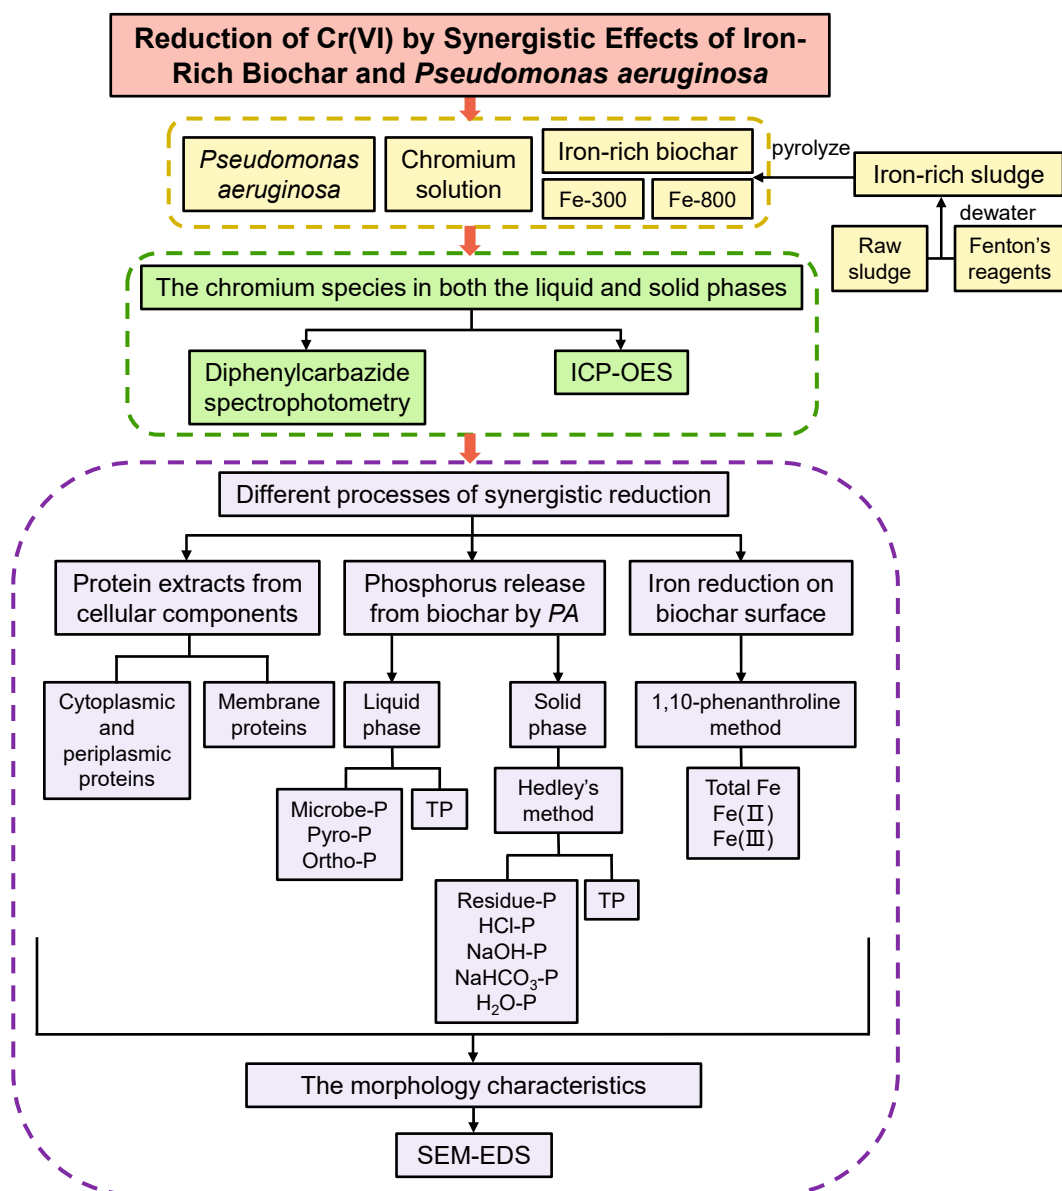 Reduction of Cr(VI) by Synergistic Effects of Iron-
Rich Biochar and Pseudomonas aeruginosa
Pseudomonas
aeruginosa
Chromium
solution
Iron-rich biochar
Fe-300
Fe-800
pyrolyze
Iron-rich sludge
dewater
Raw
sludge
Fenton's
reagents
The chromium species in both the liquid and solid phases
Diphenylcarbazide
spectrophotometry
ICP-OES
Different processes of synergistic reduction
Protein extracts from
cellular components
Phosphorus release
from biochar by PA
Iron reduction on
biochar surface
Cytoplasmic
and
periplasmic
proteins
Membrane
proteins
Liquid
phase
Solid
phase
1,10-phenanthroline
method
Microbe-P
Pyro-P
Ortho-P
TP
Hedley's
method
Total Fe
Fe(Ⅱ)
Fe(Ⅲ)
Residue-P
HCl-P
NaOH-P
NaHCO₃-P
H₂O-P
TP
The morphology characteristics
SEM-EDS